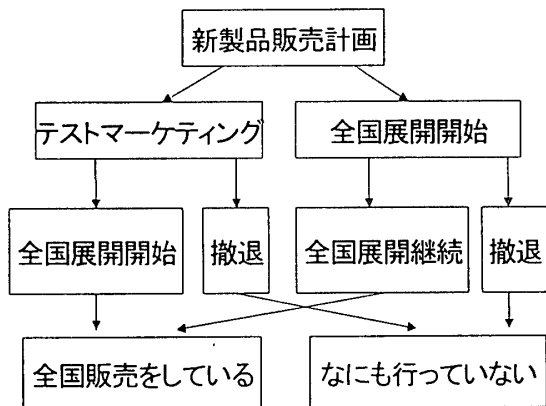 新製品販売計画
テストマーケティング
全国展開開始
全国展開開始
撤退
全国展開継続
撤退
全国販売をしている
なにも行っていない